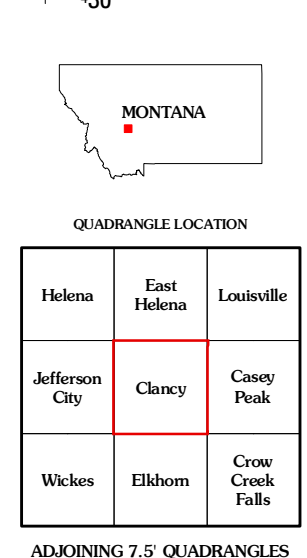 30
MONTANA
QUADRANGLE LOCATION
Helena
East
Helena
Louisville
Jefferson
City
Clancy
Casey
Peak
Wickes
Elkhorn
Crow
Creek
Falls
ADJOINING 7.5' QUADRANGLES